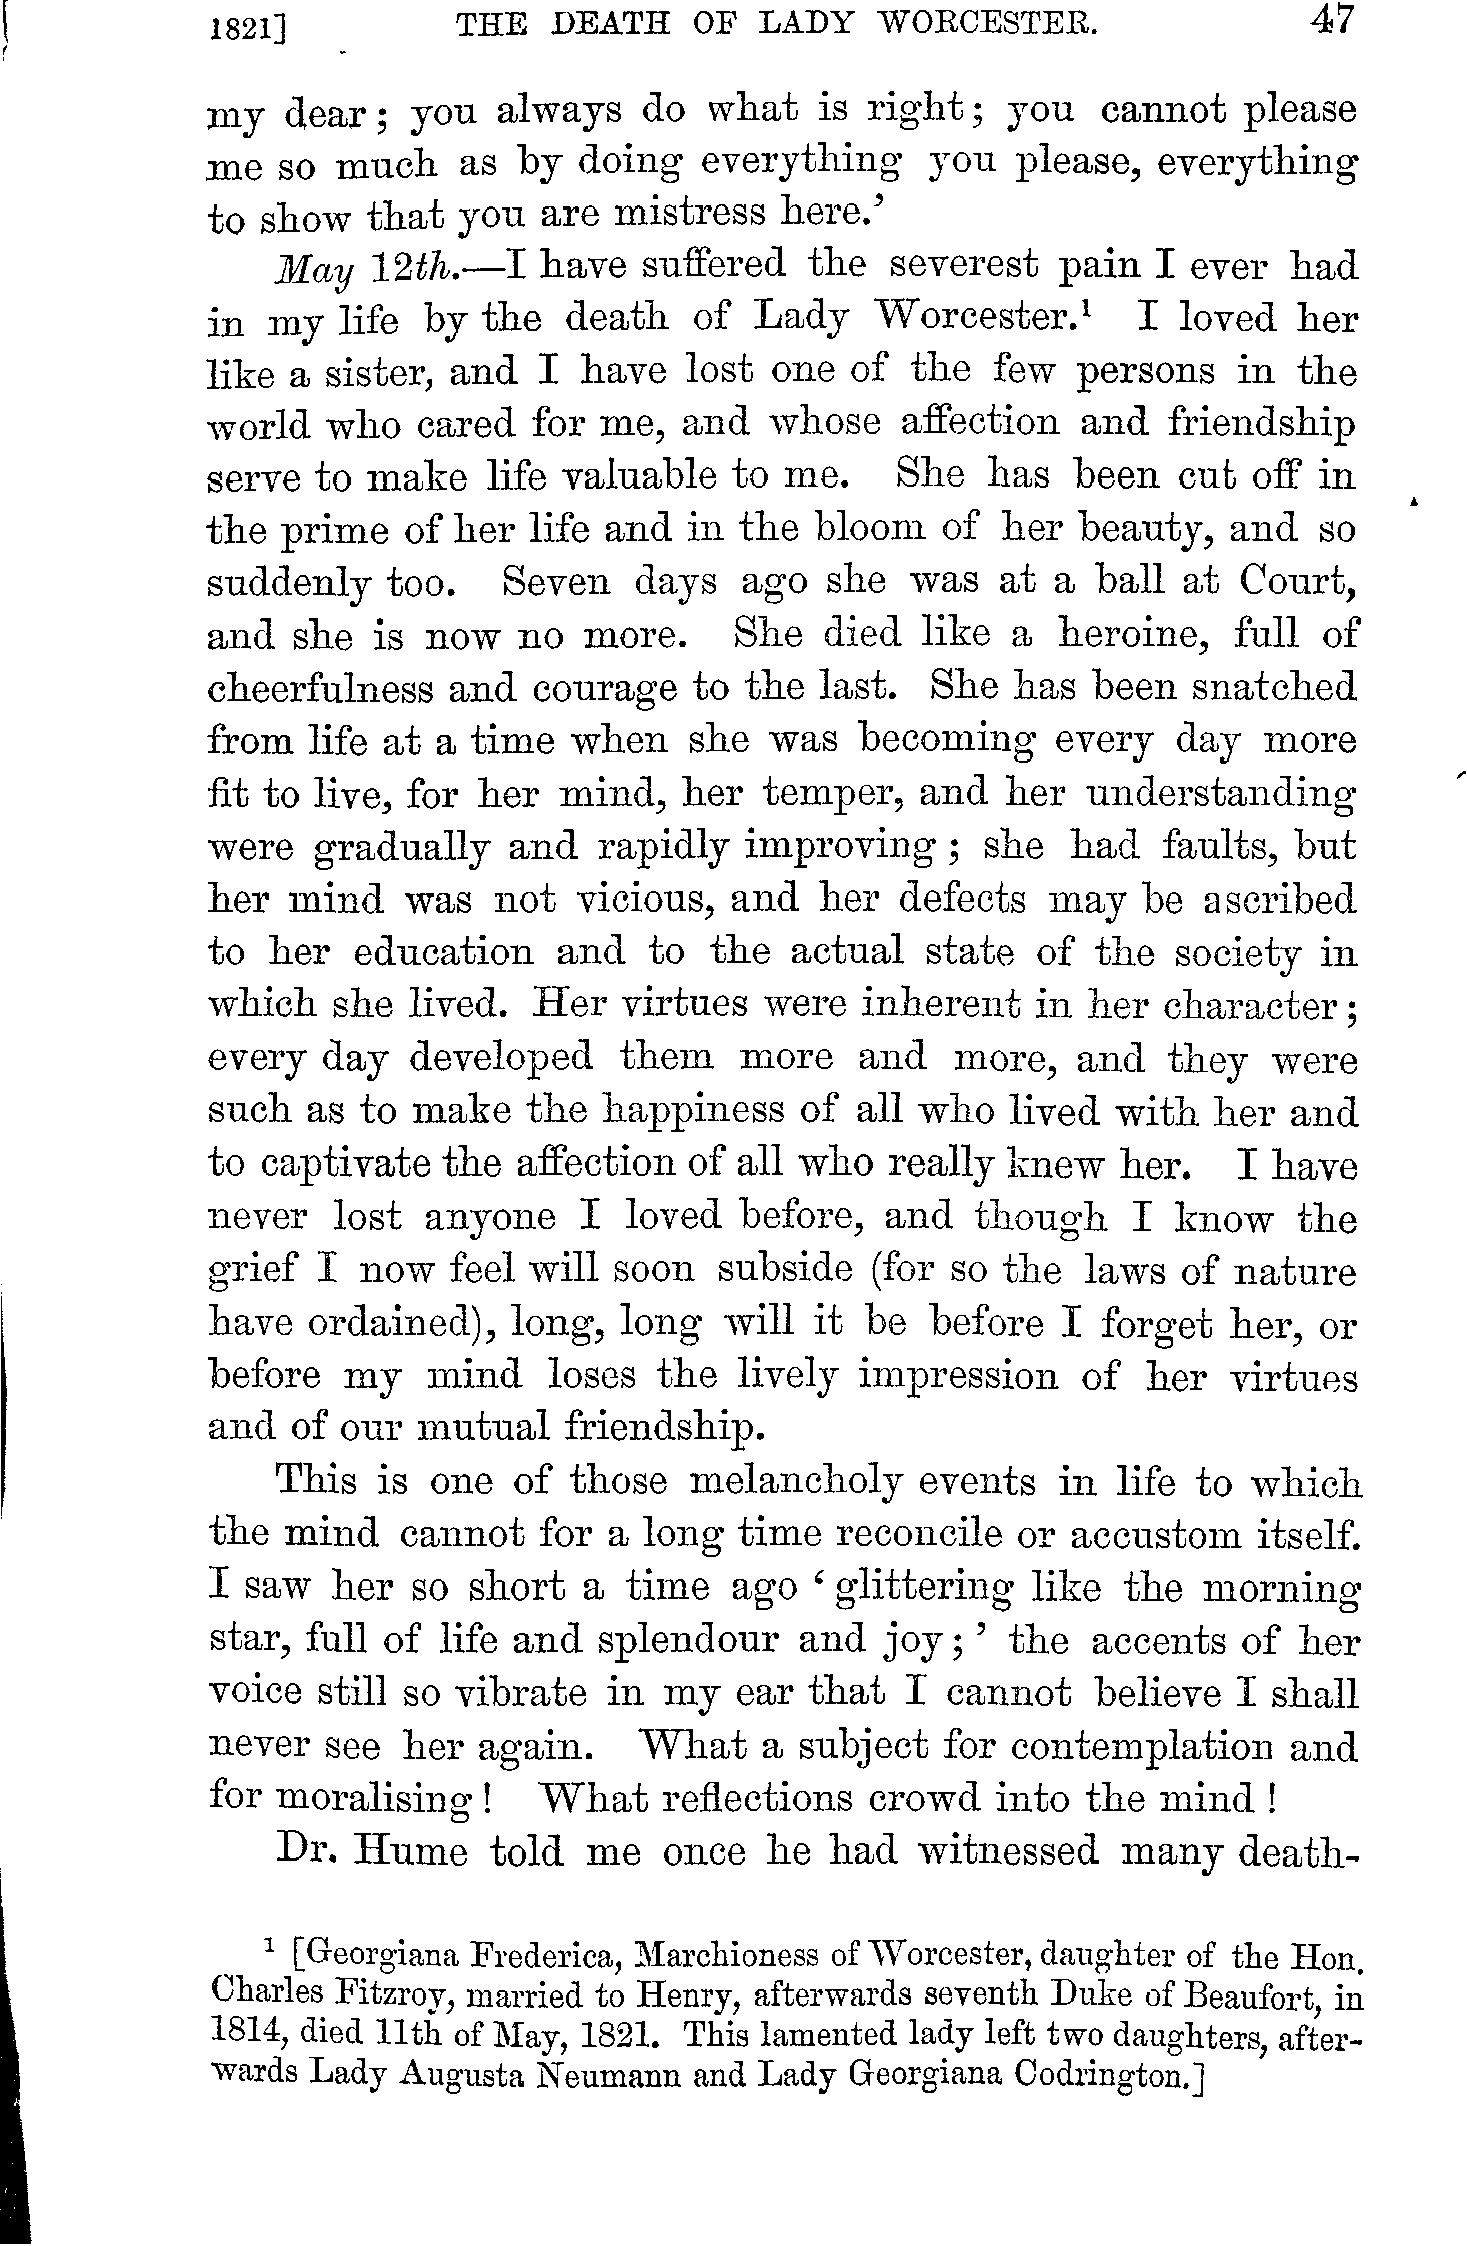 1821] THE DEATH OF LADY WORCESTER. 47
my dear; you always do what is right; you cannot please
me so much as by doing everything you please, everything
to show that you are mistress here.’
May 12th.—I have suffered the severest pain I ever had
in my life by the death of Lady Worcester.¹ I loved her
like a sister, and I have lost one of the few persons in the
world who cared for me, and whose affection and friendship
serve to make life valuable to me. She has been cut off in
the prime of her life and in the bloom of her beauty, and so
suddenly too. Seven days ago she was at a ball at Court,
and she is now no more. She died like a heroine, full of
cheerfulness and courage to the last. She has been snatched
from life at a time when she was becoming every day more
fit to live, for her mind, her temper, and her understanding
were gradually and rapidly improving; she had faults, but
her mind was not vicious, and her defects may be ascribed
to her education and to the actual state of the society in
which she lived. Her virtues were inherent in her character;
every day developed them more and more, and they were
such as to make the happiness of all who lived with her and
to captivate the affection of all who really knew her. I have
never lost anyone I loved before, and though I know the
grief I now feel will soon subside (for so the laws of nature
have ordained), long, long will it be before I forget her, or
before my mind loses the lively impression of her virtues
and of our mutual friendship.
This is one of those melancholy events in life to which
the mind cannot for a long time reconcile or accustom itself.
I saw her so short a time ago ‘glittering like the morning
star, full of life and splendour and joy;’ the accents of her
voice still so vibrate in my ear that I cannot believe I shall
never see her again. What a subject for contemplation and
for moralising! What reflections crowd into the mind!
Dr. Hume told me once he had witnessed many death-
¹ [Georgiana Frederica, Marchioness of Worcester, daughter of the Hon.
Charles Fitzroy, married to Henry, afterwards seventh Duke of Beaufort, in
1814, died 11th of May, 1821. This lamented lady left two daughters, after-
wards Lady Augusta Neumann and Lady Georgiana Codrington.]